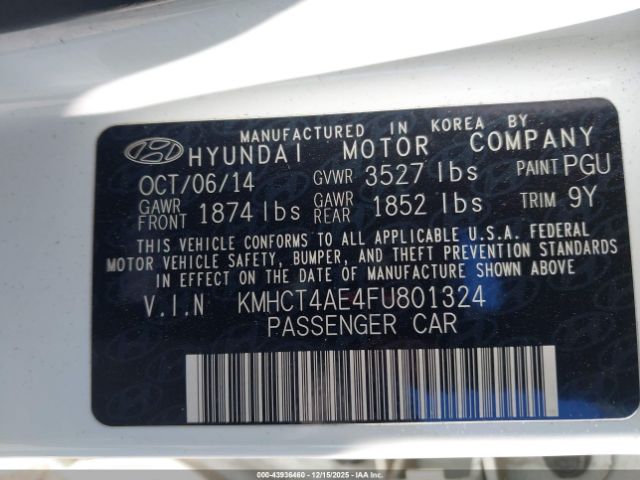 MANUFACTURED IN KOREA BY
HYUNDAI MOTOR COMPANY
OCT/06/14 GVWR 3527 lbs PAINT PGU
GAWR FRONT 1874 lbs GAWR REAR 1852 lbs TRIM 9Y
THIS VEHICLE CONFORMS TO ALL APPLICABLE U.S.A. FEDERAL
MOTOR VEHICLE SAFETY, BUMPER, AND THEFT PREVENTION STANDARDS
IN EFFECT ON THE DATE OF MANUFACTURE SHOWN ABOVE
V.I.N KMHCT4AE4FU801324
PASSENGER CAR
000-43936460 - 12/15/2025 - IAA Inc.